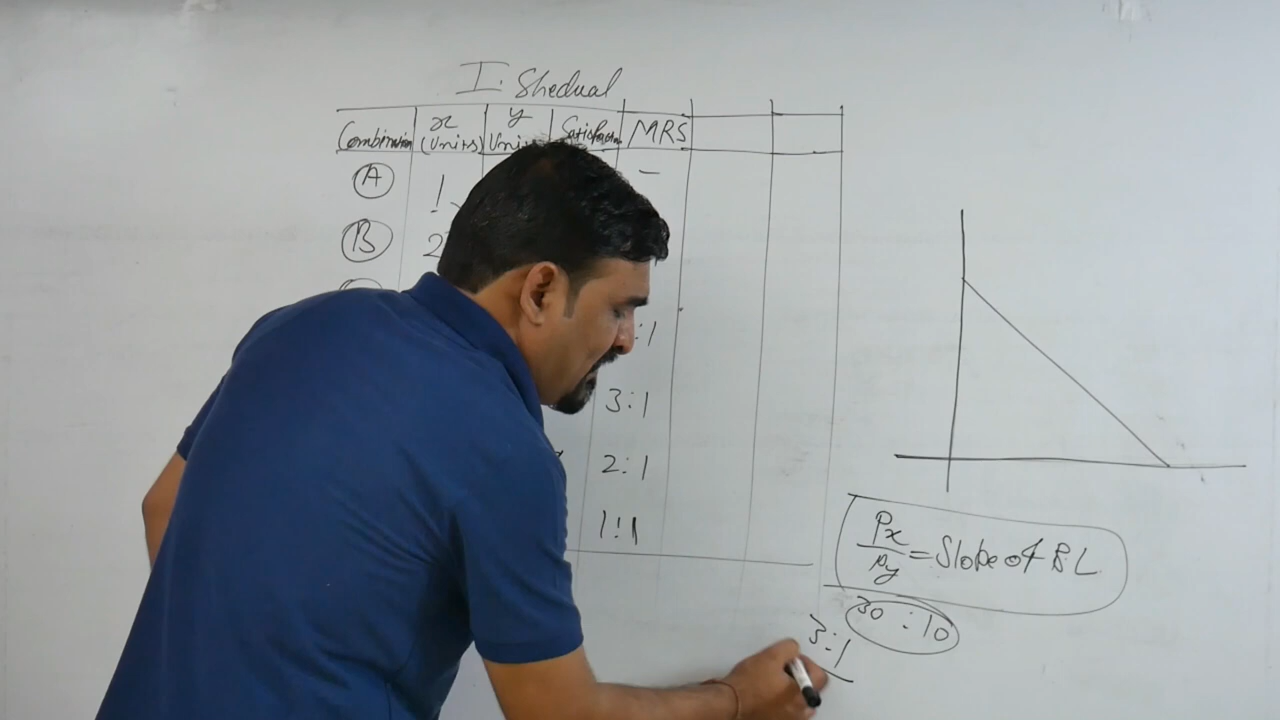 I. Shedual
Combination x (Units) y Units Satisfaction MRS
A 1 -
B 2
:1
3:1
2:1
1:1
Px/Py = Slope of BL
30 : 10
3:1